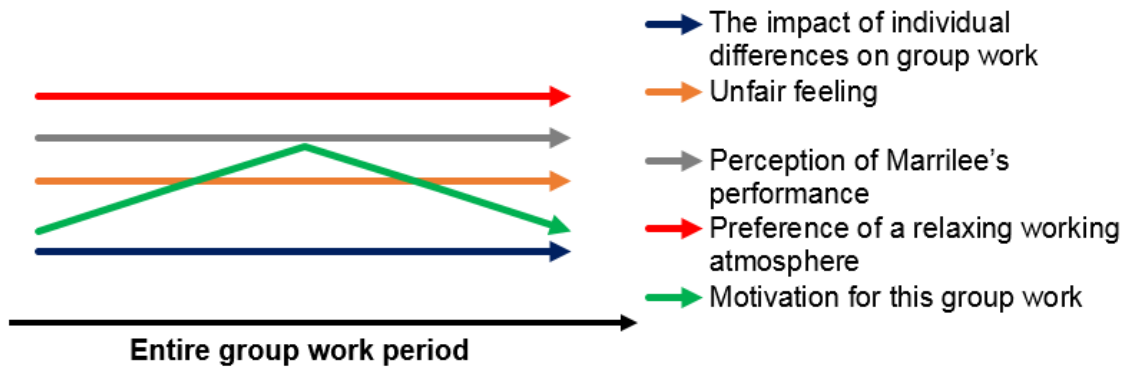 The impact of individual
differences on group work
Unfair feeling
Perception of Marrilee's
performance
Preference of a relaxing working
atmosphere
Motivation for this group work
Entire group work period